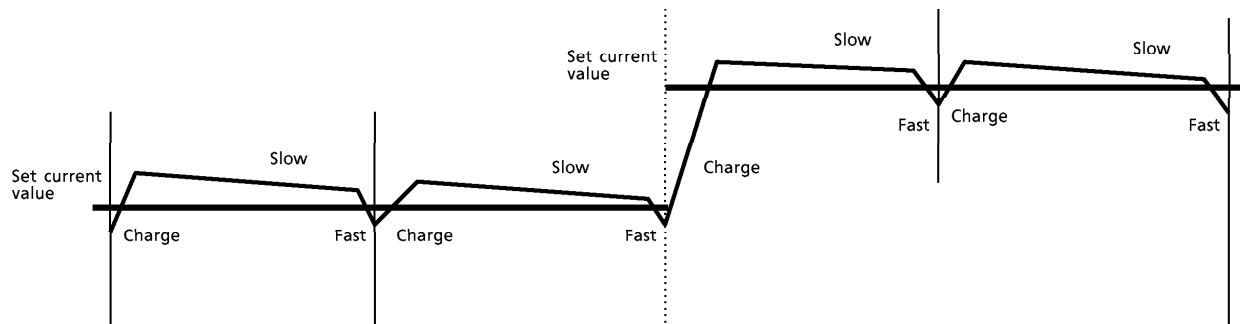 Slow
Slow
Set current
value
Fast
Charge
Fast
Slow
Slow
Charge
Set current
value
Charge
Fast
Charge
Fast